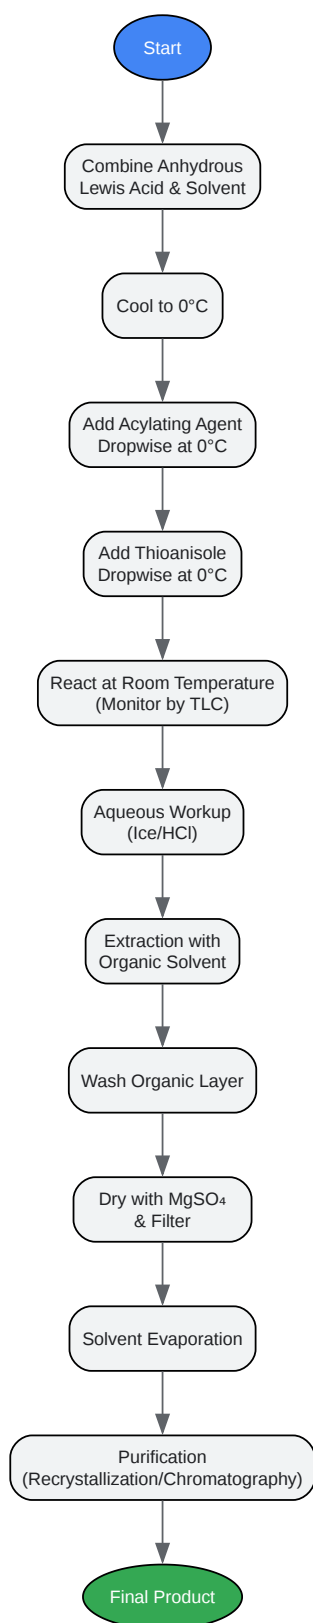 Start
Combine Anhydrous
Lewis Acid & Solvent
Cool to 0°C
Add Acylating Agent
Dropwise at 0°C
Add Thioanisole
Dropwise at 0°C
React at Room Temperature
(Monitor by TLC)
Aqueous Workup
(Ice/HCl)
Extraction with
Organic Solvent
Wash Organic Layer
Dry with MgSO₄
& Filter
Solvent Evaporation
Purification
(Recrystallization/Chromatography)
Final Product